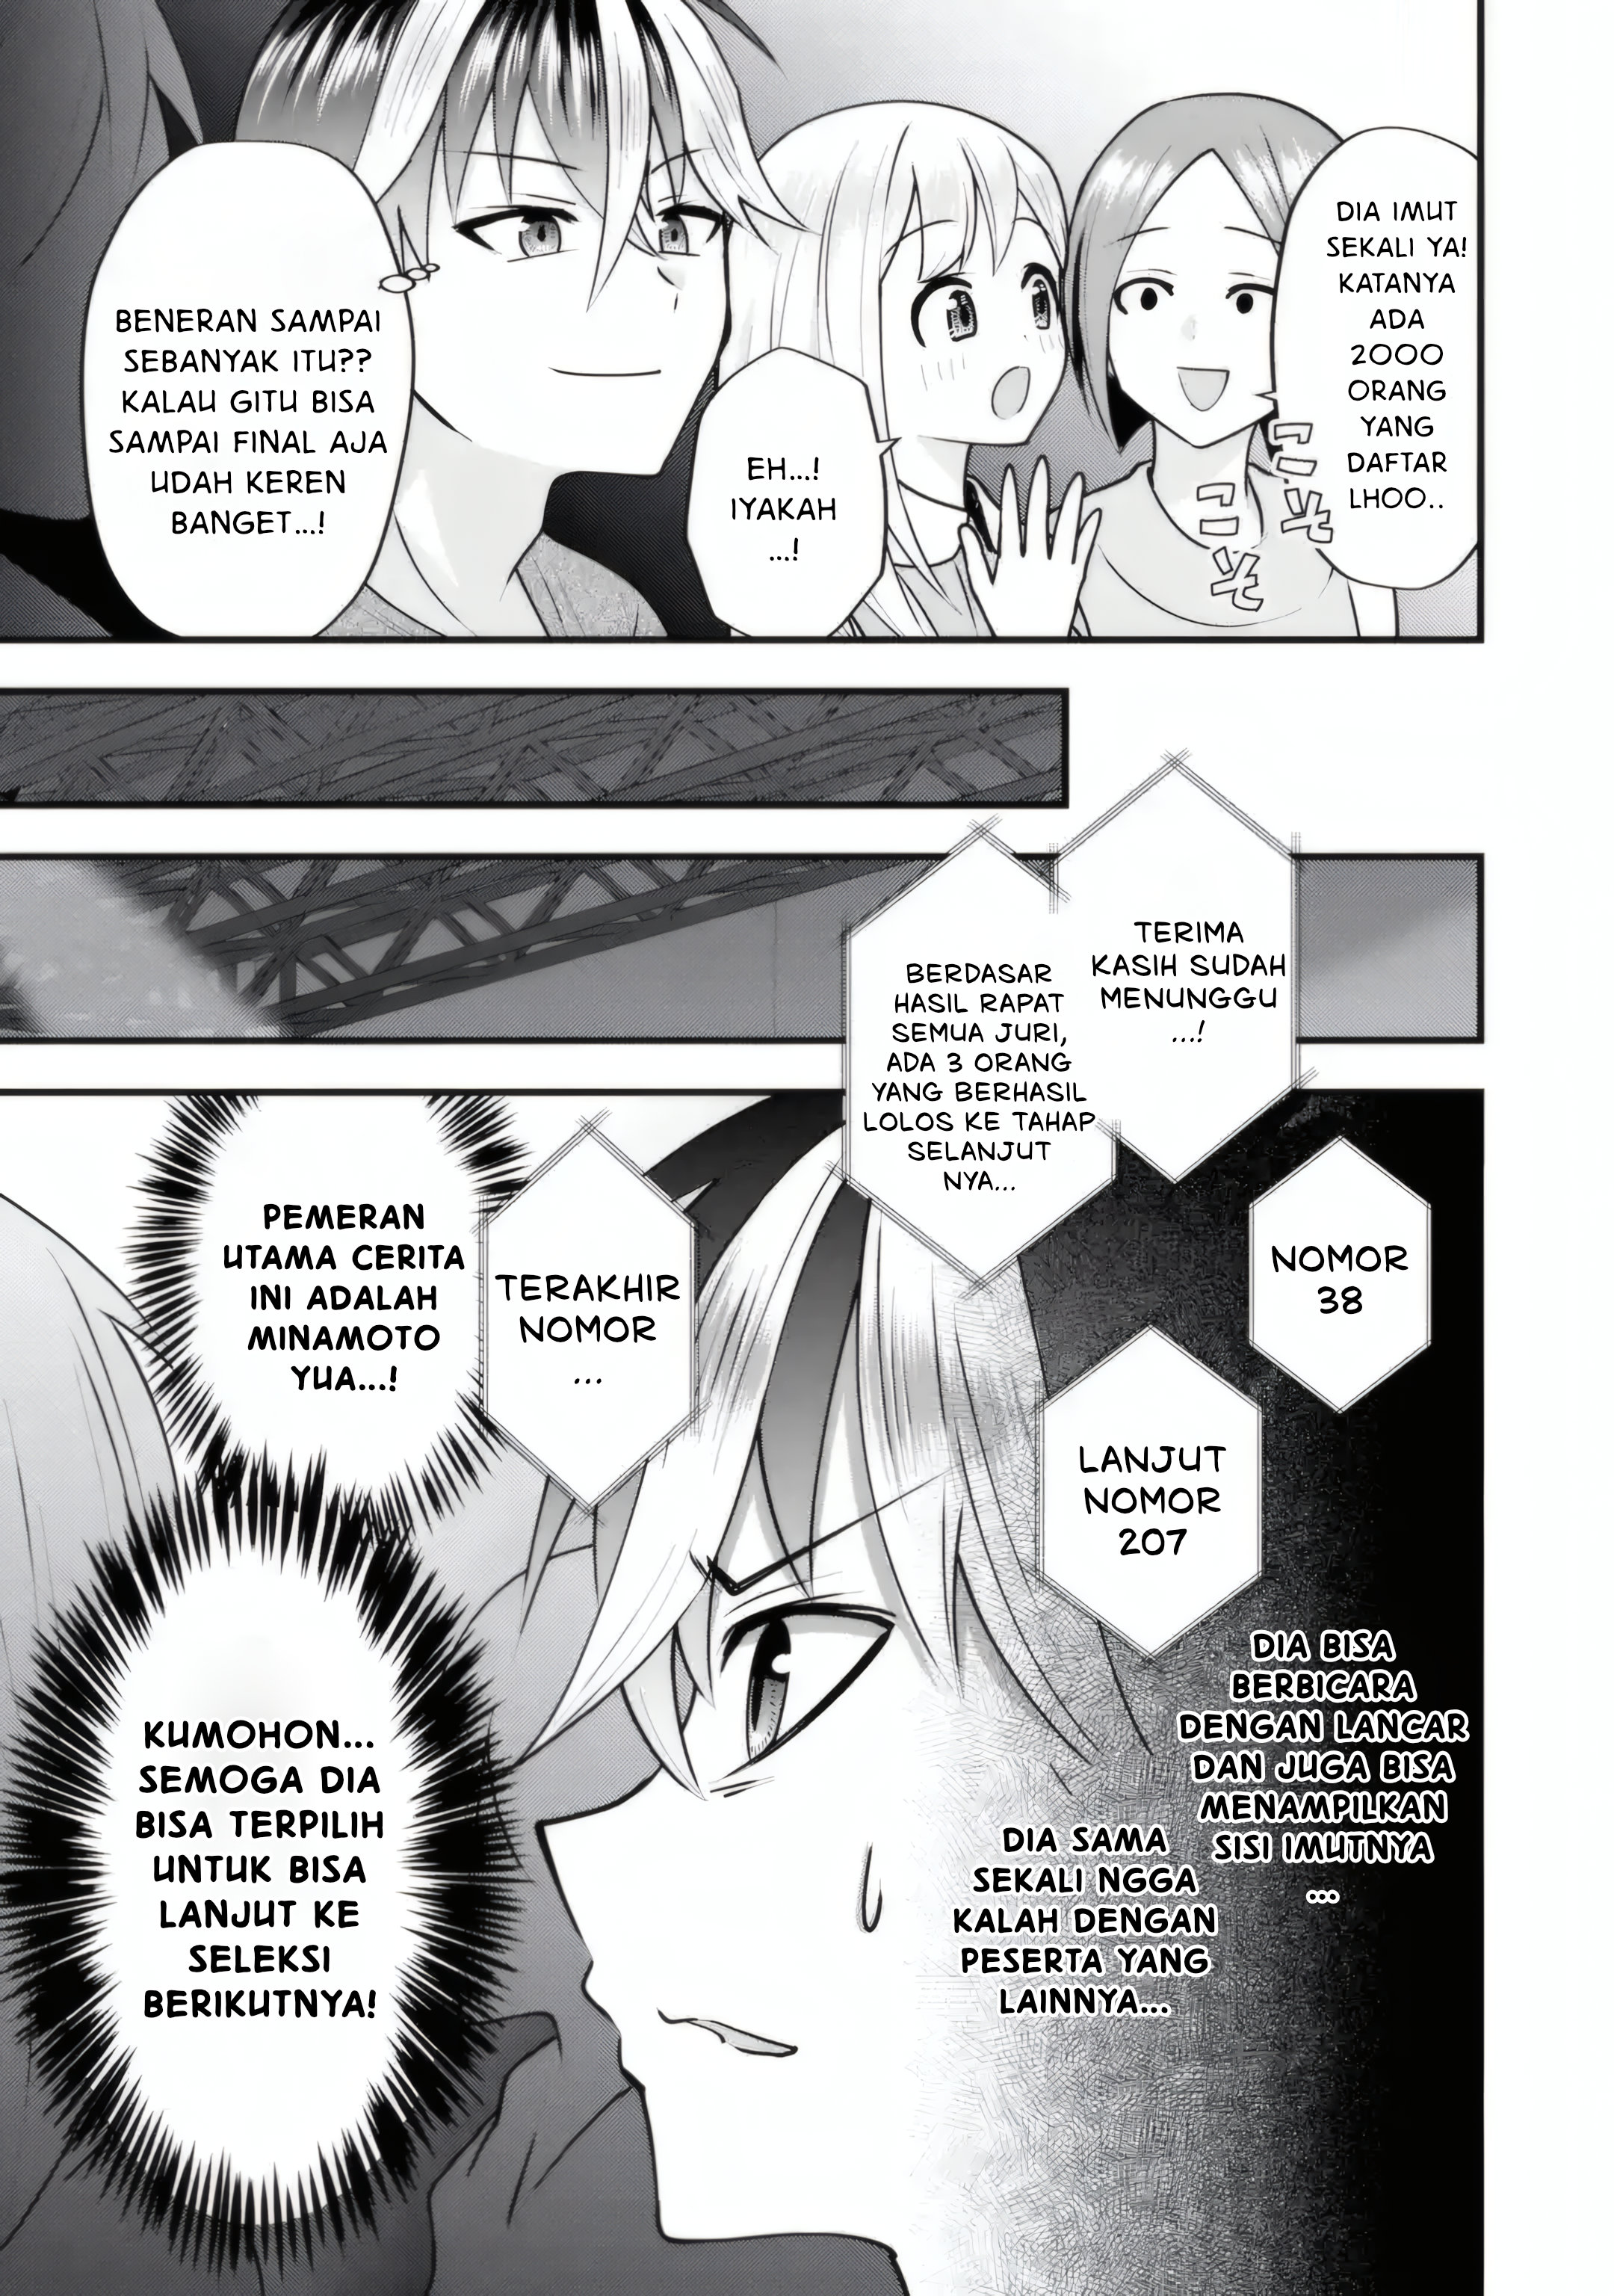 DIA IMUT
SEKALI YA!
KATANYA
ADA
2000
ORANG
YANG
DAFTAR
LHOO..
こそ
こそ
EH...!
IYAKAH
...!
BENERAN SAMPAI
SEBANYAK ITU??
KALAU GITU BISA
SAMPAI FINAL AJA
UDAH KEREN
BANGET...!
TERIMA
KASIH SUDAH
MENUNGGU
...!
BERDASAR
HASIL RAPAT
SEMUA JURI,
ADA 3 ORANG
YANG BERHASIL
LOLOS KE TAHAP
SELANJUT
NYA...
NOMOR
38
LANJUT
NOMOR
207
DIA BISA
BERBICARA
DENGAN LANCAR
DAN JUGA BISA
MENAMPILKAN
SISI IMUTNYA
...
DIA SAMA
SEKALI NGGA
KALAH DENGAN
PESERTA YANG
LAINNYA...
TERAKHIR
NOMOR
...
PEMERAN
UTAMA CERITA
INI ADALAH
MINAMOTO
YUA...!
KUMOHON...
SEMOGA DIA
BISA TERPILIH
UNTUK BISA
LANJUT KE
SELEKSI
BERIKUTNYA!